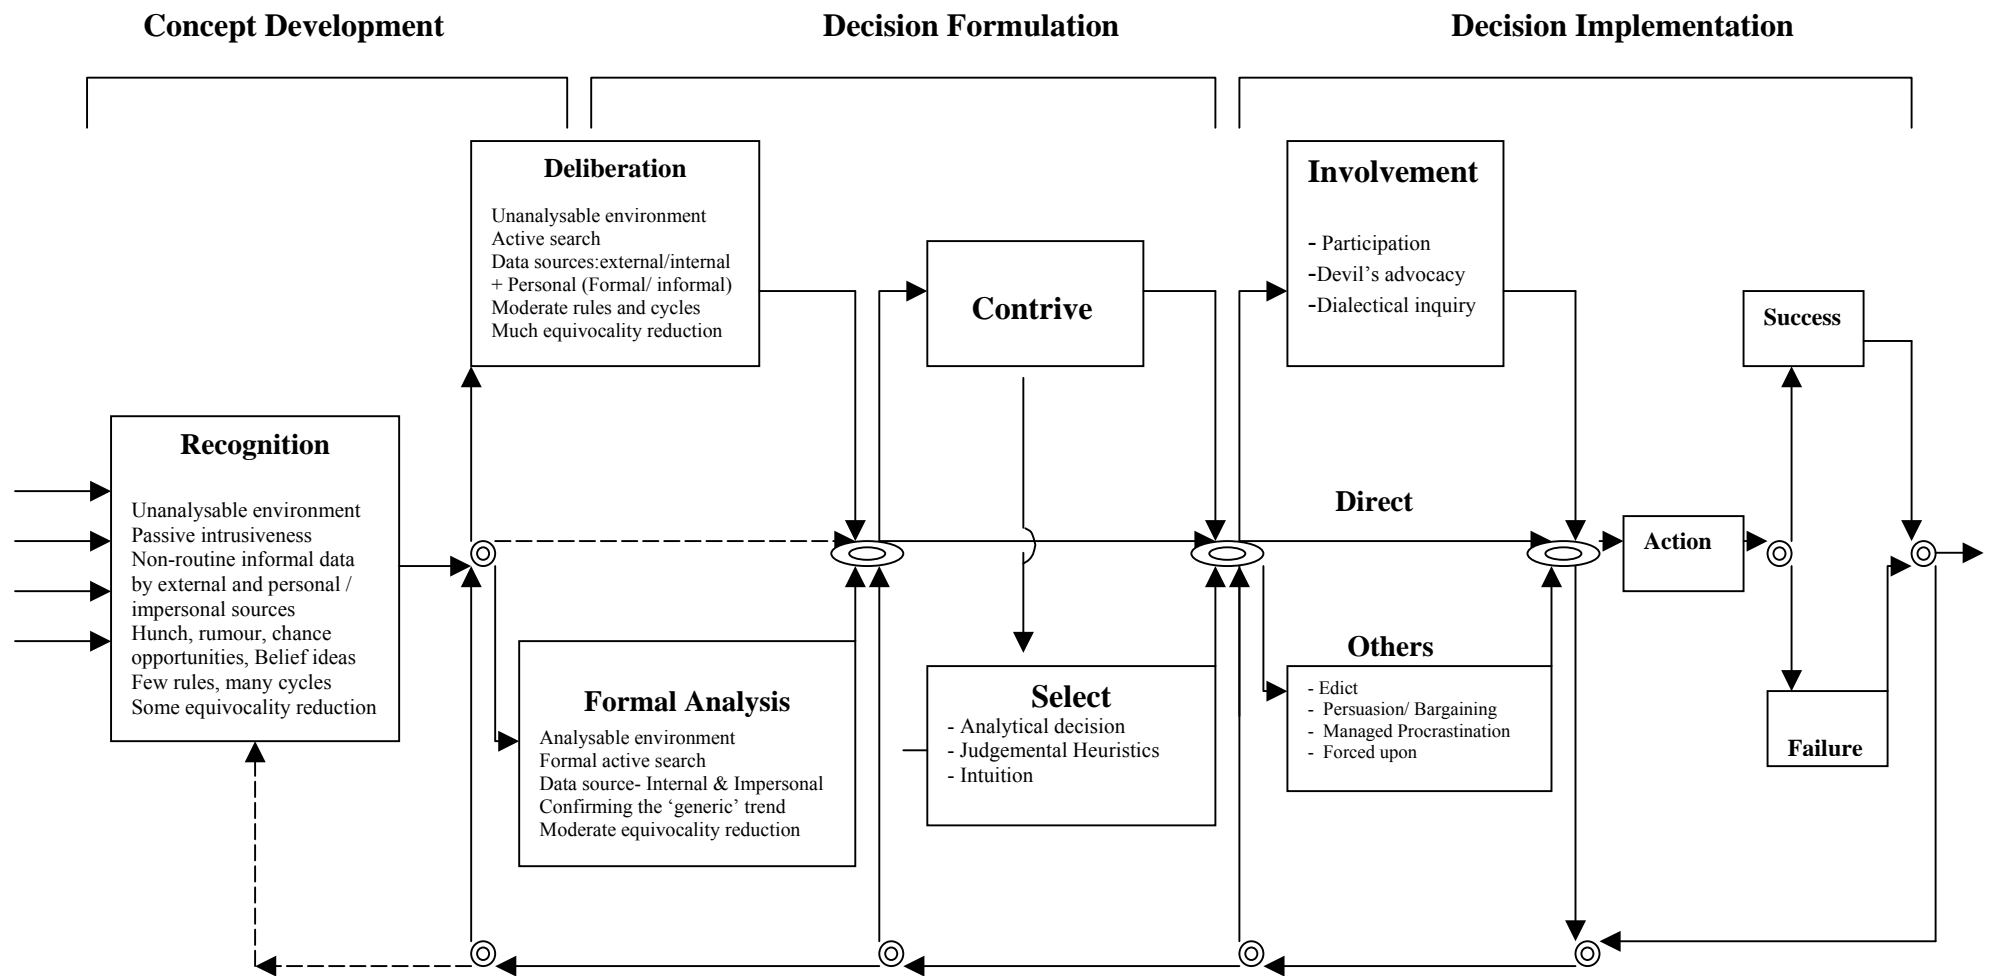 Concept Development
Decision Formulation
Decision Implementation
Recognition
Unanalysable environment
Passive intrusiveness
Non-routine informal data
by external and personal /
impersonal sources
Hunch, rumour, chance
opportunities, Belief ideas
Few rules, many cycles
Some equivocality reduction
Deliberation
Unanalysable environment
Active search
Data sources:external/internal
+ Personal (Formal/ informal)
Moderate rules and cycles
Much equivocality reduction
Formal Analysis
Analysable environment
Formal active search
Data source- Internal & Impersonal
Confirming the ‘generic’ trend
Moderate equivocality reduction
Contrive
Select
- Analytical decision
- Judgemental Heuristics
- Intuition
Involvement
- Participation
-Devil’s advocacy
-Dialectical inquiry
Direct
Others
- Edict
- Persuasion/ Bargaining
- Managed Procrastination
- Forced upon
Action
Success
Failure